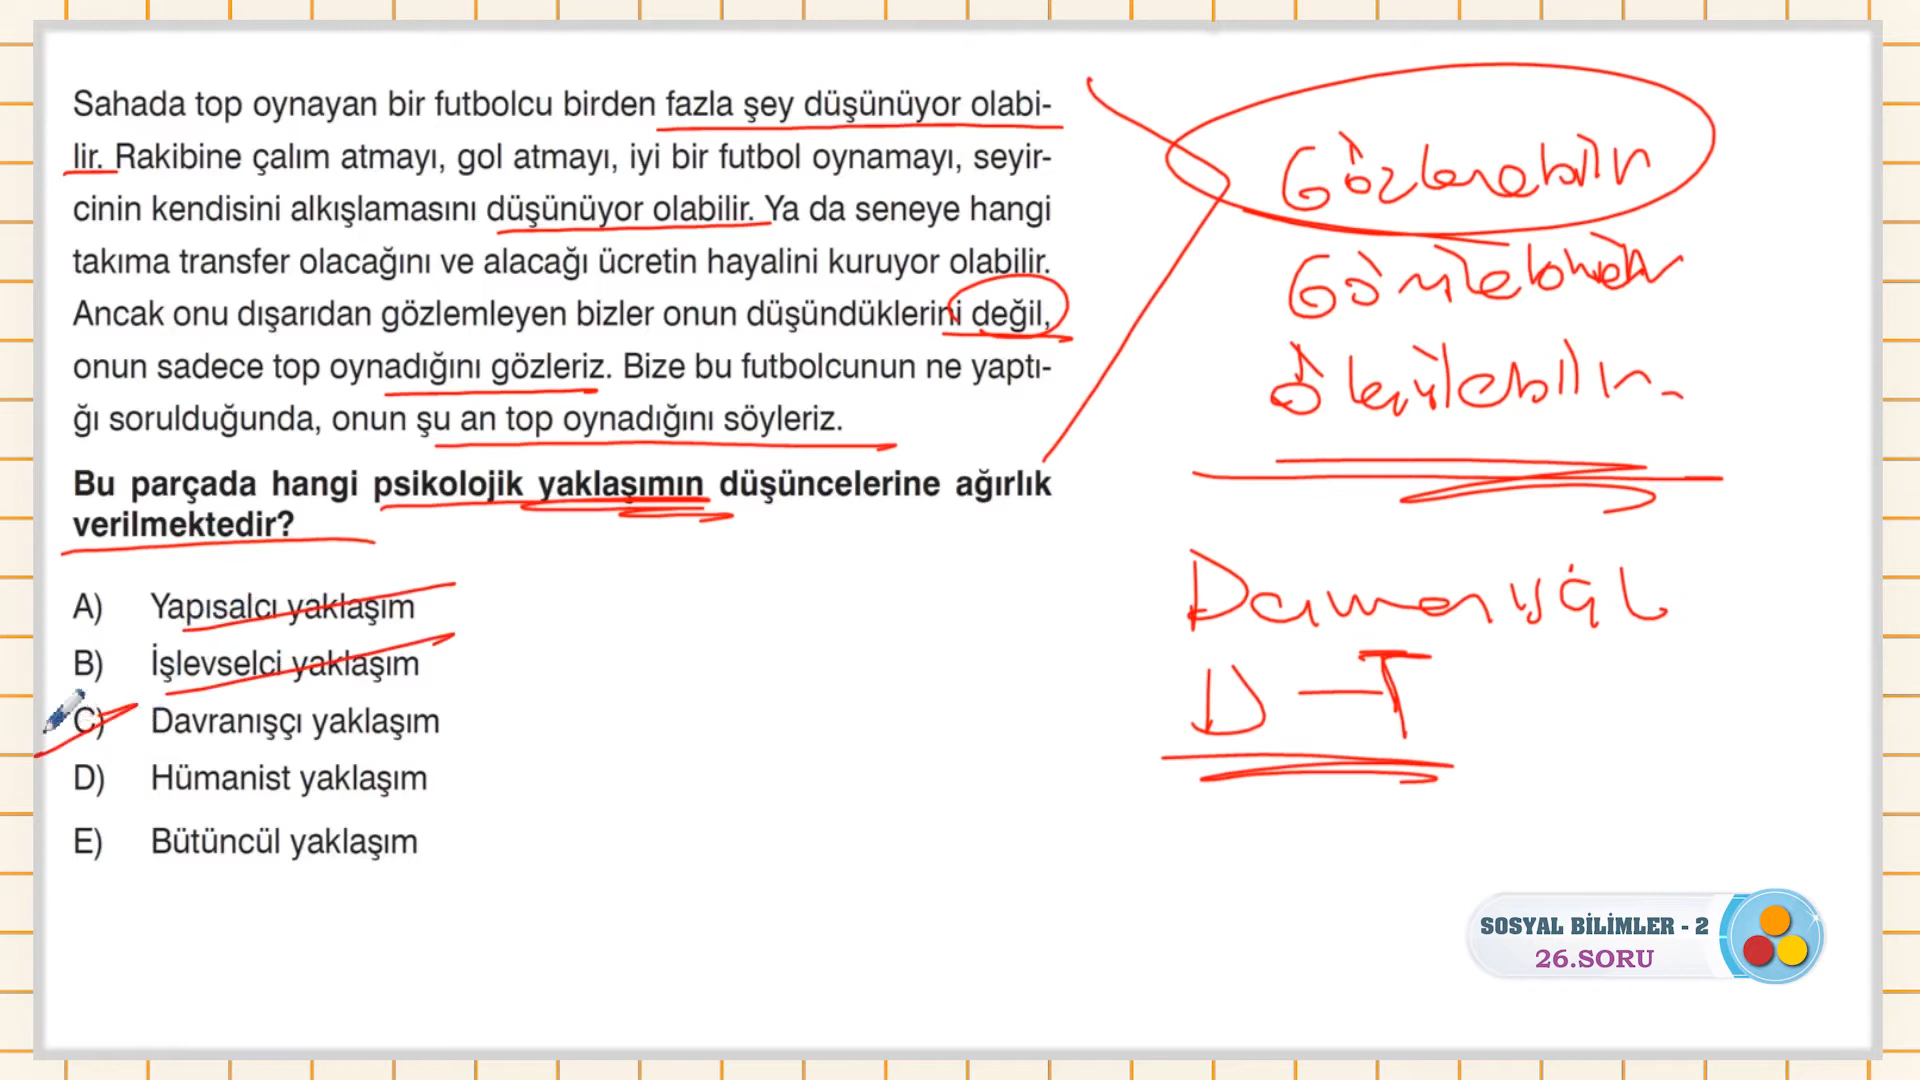 Sahada top oynayan bir futbolcu birden fazla şey düşünüyor olabi-
lir. Rakibine çalım atmayı, gol atmayı, iyi bir futbol oynamayı, seyir-
cinin kendisini alkışlamasını düşünüyor olabilir. Ya da seneye hangi
takıma transfer olacağını ve alacağı ücretin hayalini kuruyor olabilir.
Ancak onu dışarıdan gözlemleyen bizler onun düşündüklerini değil,
onun sadece top oynadığını gözleriz. Bize bu futbolcunun ne yaptı-
ğı sorulduğunda, onun şu an top oynadığını söyleriz.
Bu parçada hangi psikolojik yaklaşımın düşüncelerine ağırlık
verilmektedir?
A) Yapısalcı yaklaşım
B) İşlevselci yaklaşım
C) Davranışçı yaklaşım
D) Hümanist yaklaşım
E) Bütüncül yaklaşım
D-T
SOSYAL BİLİMLER - 2
26.SORU